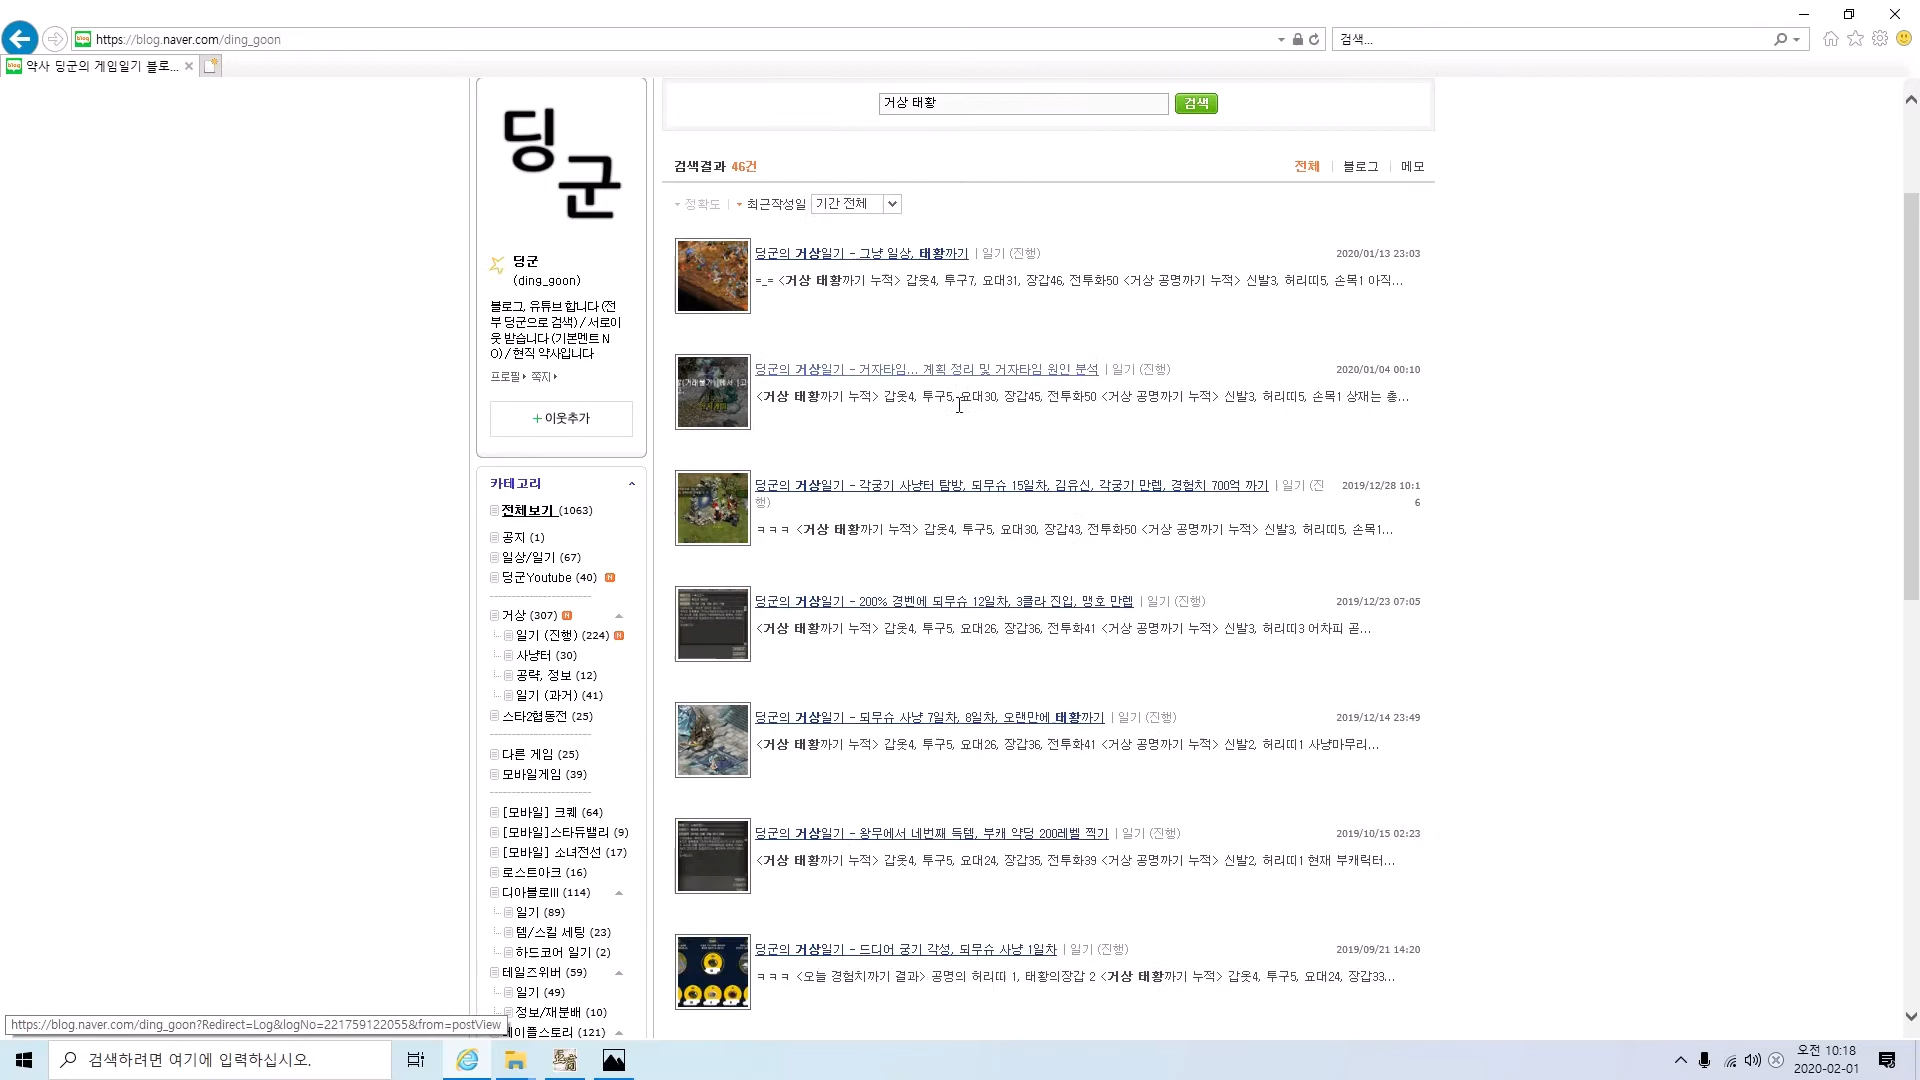 https://blog.naver.com/ding_goon
검색...
약사 딩군의 게임일기 블로...
딩군
거상 태황
검색
검색결과 46건
전체 | 블로그 | 메모
정확도 | 최근작성일 기간 전체
딩군
(ding_goon)
블로그, 유튜브 합니다 (전
부 딩군으로 검색) / 서로이
웃 받습니다 (기본멘트 N
O) / 현직 약사입니다
프로필 쪽지
+ 이웃추가
카테고리
전체보기 (1063)
공지 (1)
일상/일기 (67)
딩군Youtube (40)
거상 (307)
일기 (진행) (224)
사냥터 (30)
공략, 정보 (12)
일기 (과거) (41)
스타2협동전 (25)
다른 게임 (25)
모바일게임 (39)
[모바일] 크퀘 (64)
[모바일]스타듀밸리 (9)
[모바일] 소녀전선 (17)
로스트아크 (16)
디아블로III (114)
일기 (89)
템/스킬 세팅 (23)
하드코어 일기 (2)
테일즈위버 (59)
일기 (49)
정보/재분배 (10)
메이플스토리 (121)
딩군의 거상일기 - 그냥 일상, 태황까기 | 일기 (진행) 2020/01/13 23:03
=_= <거상 태황까기 누적> 갑옷4, 투구7, 요대31, 장갑46, 전투화50 <거상 공명까기 누적> 신발3, 허리띠5, 손목1 아직...
딩군의 거상일기 - 거자타임... 계획 정리 및 거자타임 원인 분석 | 일기 (진행) 2020/01/04 00:10
<거상 태황까기 누적> 갑옷4, 투구5, 요대30, 장갑45, 전투화50 <거상 공명까기 누적> 신발3, 허리띠5, 손목1 상재는 총...
딩군의 거상일기 - 각궁기 사냥터 탐방, 되무슈 15일차, 김유신, 각궁기 만렙, 경험치 700억 까기 | 일기 (진 2019/12/28 10:1
행) 6
ㅋㅋㅋ <거상 태황까기 누적> 갑옷4, 투구5, 요대30, 장갑43, 전투화50 <거상 공명까기 누적> 신발3, 허리띠5, 손목1...
딩군의 거상일기 - 200% 경벤에 되무슈 12일차, 3클라 진입, 맹호 만렙 | 일기 (진행) 2019/12/23 07:05
<거상 태황까기 누적> 갑옷4, 투구5, 요대26, 장갑36, 전투화41 <거상 공명까기 누적> 신발3, 허리띠3 어차피 곧...
딩군의 거상일기 - 되무슈 사냥 7일차, 8일차, 오랜만에 태황까기 | 일기 (진행) 2019/12/14 23:49
<거상 태황까기 누적> 갑옷4, 투구5, 요대26, 장갑36, 전투화41 <거상 공명까기 누적> 신발2, 허리띠1 사냥마무리...
딩군의 거상일기 - 왕무에서 네번째 득템, 부캐 약딩 200레벨 찍기 | 일기 (진행) 2019/10/15 02:23
<거상 태황까기 누적> 갑옷4, 투구5, 요대24, 장갑35, 전투화39 <거상 공명까기 누적> 신발2, 허리띠1 현재 부캐릭터...
딩군의 거상일기 - 드디어 궁기 각성, 되무슈 사냥 1일차 | 일기 (진행) 2019/09/21 14:20
ㅋㅋㅋ <오늘 경험치까기 결과> 공명의 허리띠 1, 태황의장갑 2 <거상 태황까기 누적> 갑옷4, 투구5, 요대24, 장갑33...
https://blog.naver.com/ding_goon?Redirect=Log&logNo=221759122055&from=postView
검색하려면 여기에 입력하십시오.
오전 10:18
2020-02-01